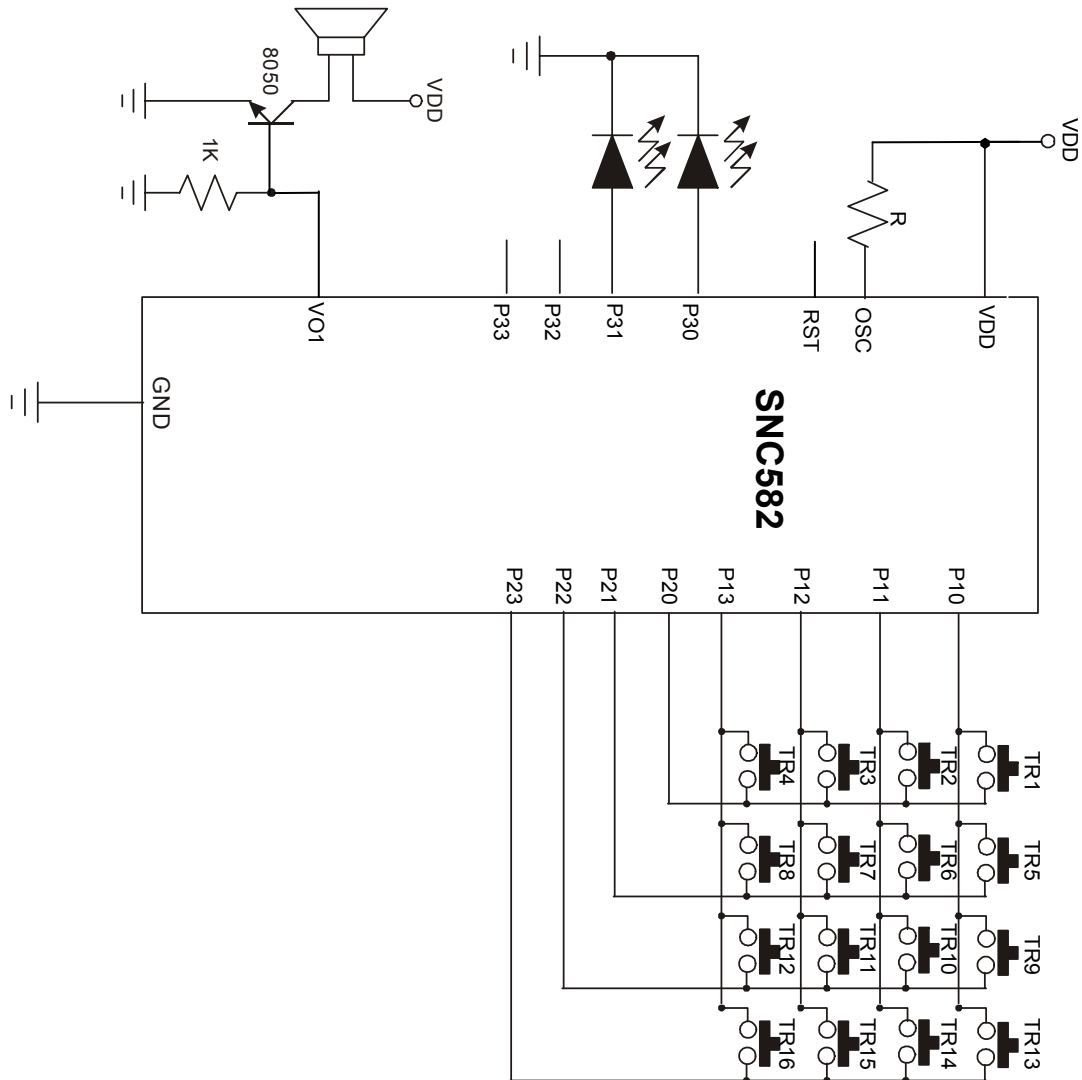 VDD
8050
1K
VDD
R
VO1
P33
P32
P31
P30
RST
OSC
VDD
GND
SNC582
P23
P22
P21
P20
P13
P12
P11
P10
TR4
TR3
TR2
TR1
TR8
TR7
TR6
TR5
TR12
TR11
TR10
TR9
TR16
TR15
TR14
TR13